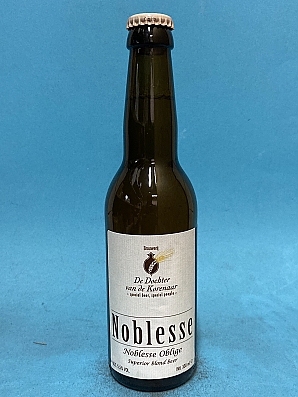 Brouwerij
De Dochter
van de Korenaar
- special beer, special people -
Noblesse
Noblesse Oblige
Superior Blond Beer